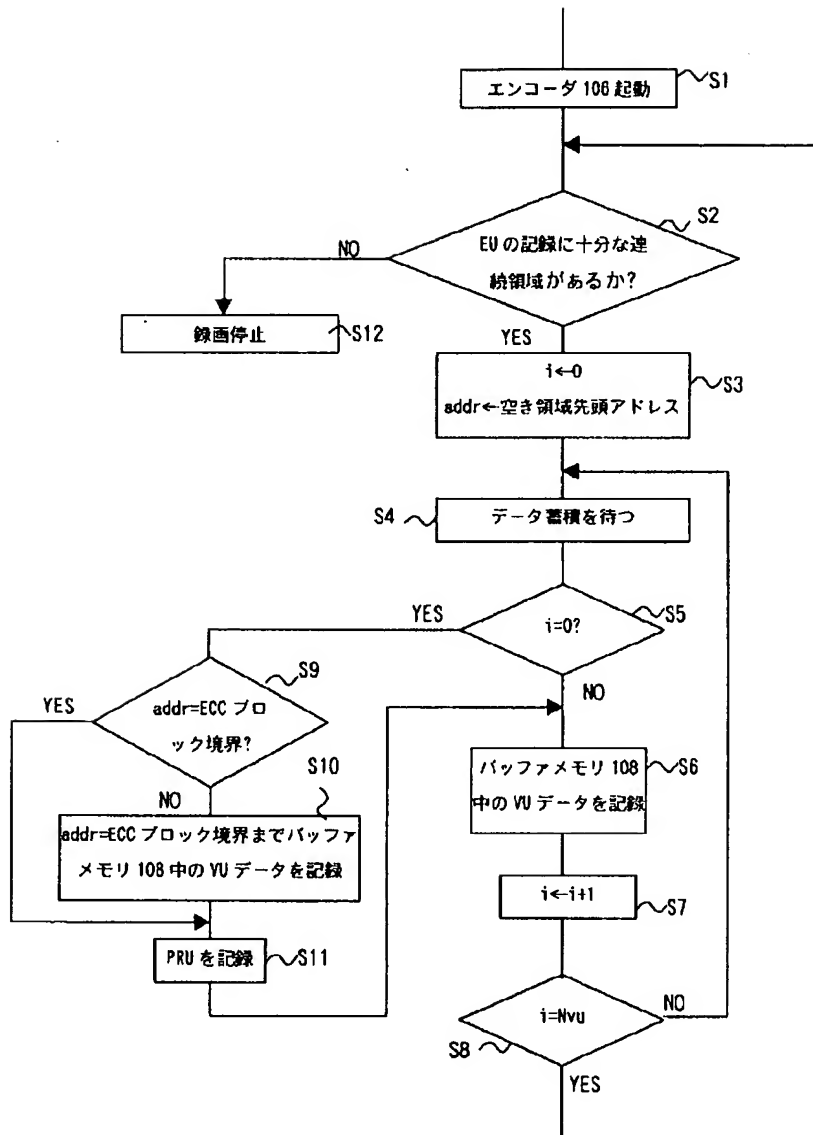 エンコーダ 106 起動
S1
S2
EU の記録に十分な連
続領域があるか?
NO
YES
録画停止
S12
i←0
addr←空き領域先頭アドレス
S3
S4
データ蓄積を待つ
S5
i=0?
YES
NO
S9
addr=ECC ブロ
ック境界?
YES
NO
S10
addr=ECC ブロック境界までバッファ
メモリ 108 中の VU データを記録
バッファメモリ 108
中の VU データを記録
S6
i←i+1
S7
PRU を記録
S11
i=Nvu
NO
S8
YES